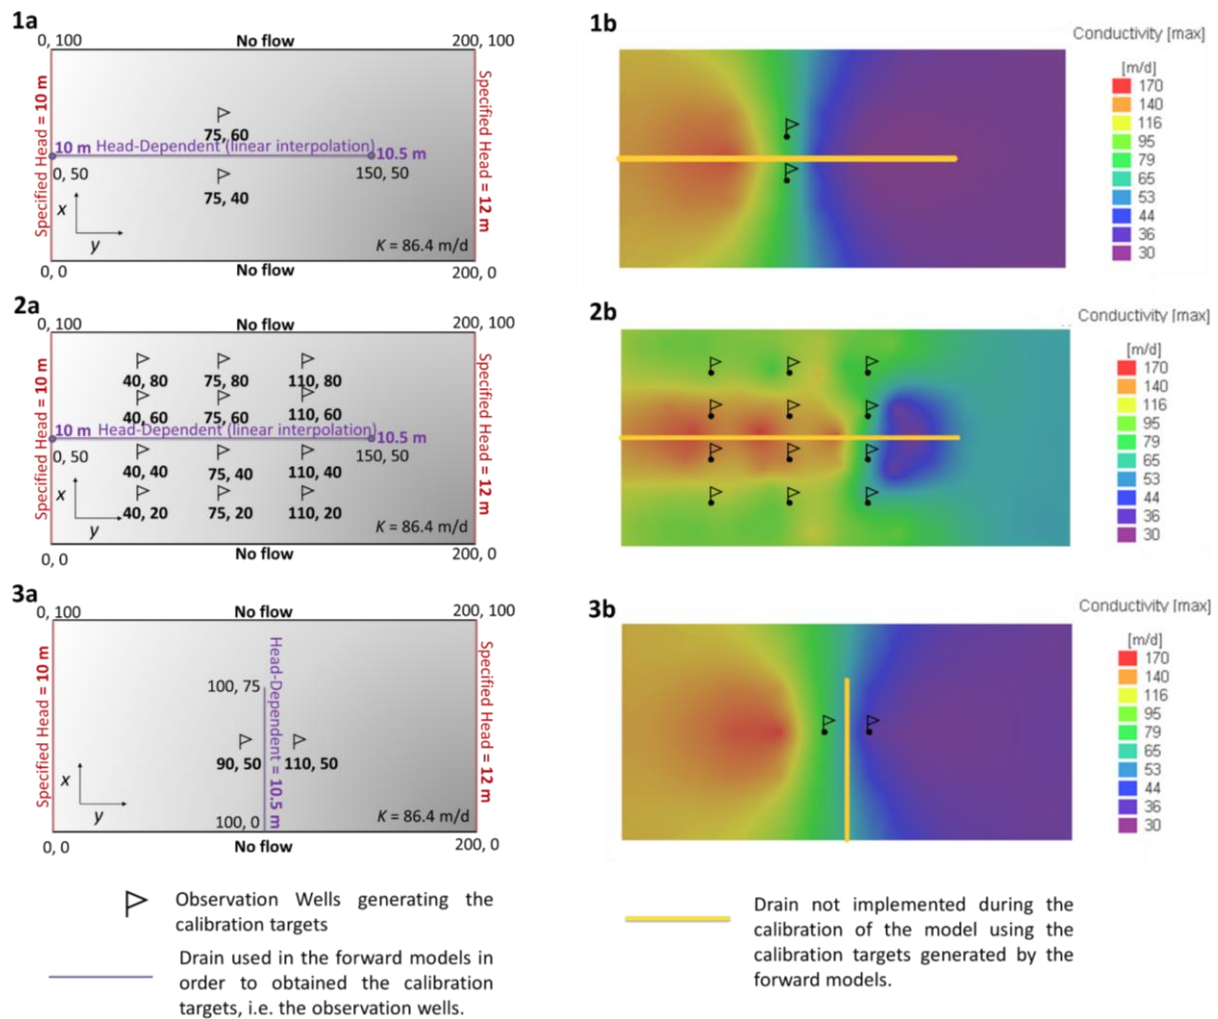 1a
0, 100
No flow
200, 100
Specified Head = 10 m
75, 60
10 m Head-Dependent (linear interpolation) 10.5 m
0, 50
150, 50
75, 40
x
y
K = 86.4 m/d
Specified Head = 12 m
0, 0
No flow
200, 0
1b
Conductivity [max]
[m/d]
170
140
116
95
79
65
53
44
36
30
2a
0, 100
No flow
200, 100
Specified Head = 10 m
40, 80
75, 80
110, 80
40, 60
75, 60
110, 60
10 m Head-Dependent (linear interpolation) 10.5 m
0, 50
150, 50
40, 40
75, 40
110, 40
x
y
40, 20
75, 20
110, 20
K = 86.4 m/d
Specified Head = 12 m
0, 0
No flow
200, 0
2b
Conductivity [max]
[m/d]
170
140
116
95
79
65
53
44
36
30
3a
0, 100
No flow
200, 100
Specified Head = 10 m
100, 75
Head-Dependent = 10.5 m
90, 50
110, 50
x
y
100, 0
K = 86.4 m/d
Specified Head = 12 m
0, 0
No flow
200, 0
3b
Conductivity [max]
[m/d]
170
140
116
95
79
65
53
44
36
30
Observation Wells generating the
calibration targets
Drain used in the forward models in
order to obtained the calibration
targets, i.e. the observation wells.
Drain not implemented during the
calibration of the model using the
calibration targets generated by the
forward models.